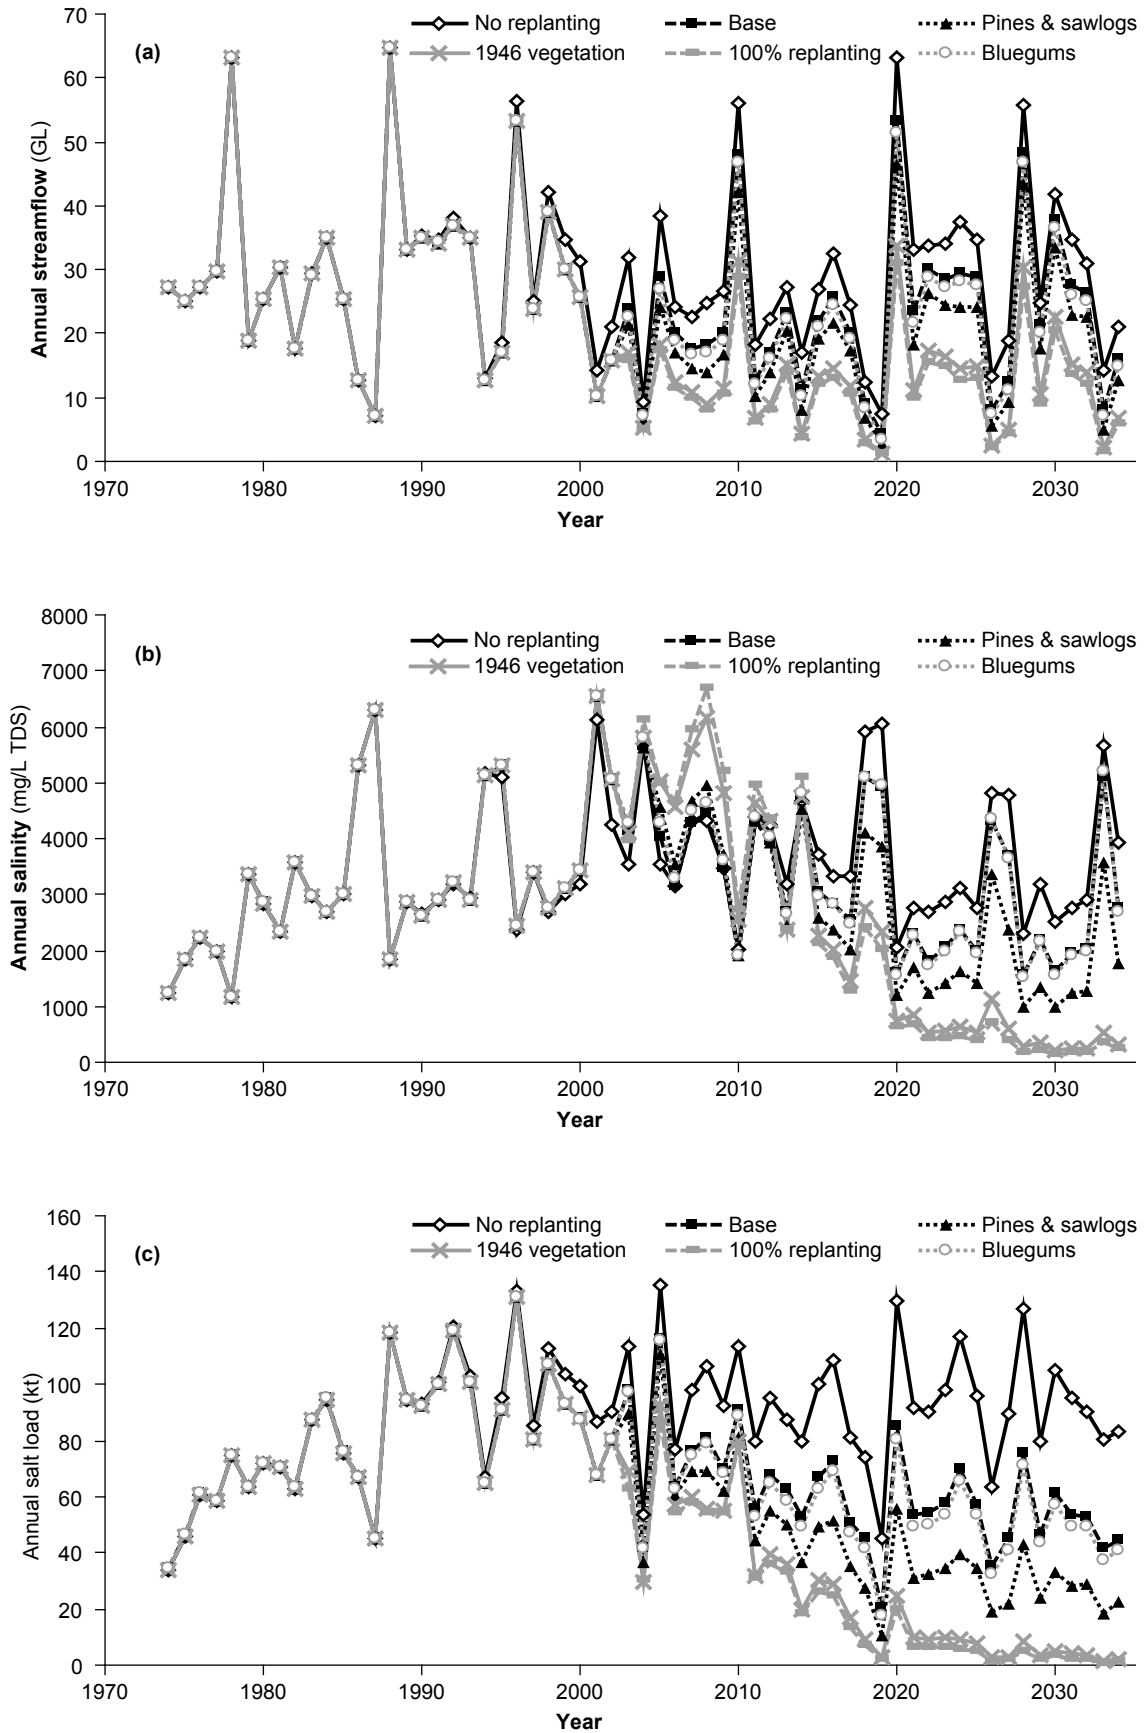 (a)
No replanting
Base
Pines & sawlogs
1946 vegetation
100% replanting
Bluegums
Annual streamflow (GL)
70
60
50
40
30
20
10
0
1970 1980 1990 2000 2010 2020 2030
Year
(b)
No replanting
Base
Pines & sawlogs
1946 vegetation
100% replanting
Bluegums
Annual salinity (mg/L TDS)
8000
7000
6000
5000
4000
3000
2000
1000
0
1970 1980 1990 2000 2010 2020 2030
Year
(c)
No replanting
Base
Pines & sawlogs
1946 vegetation
100% replanting
Bluegums
Annual salt load (kt)
160
140
120
100
80
60
40
20
0
1970 1980 1990 2000 2010 2020 2030
Year